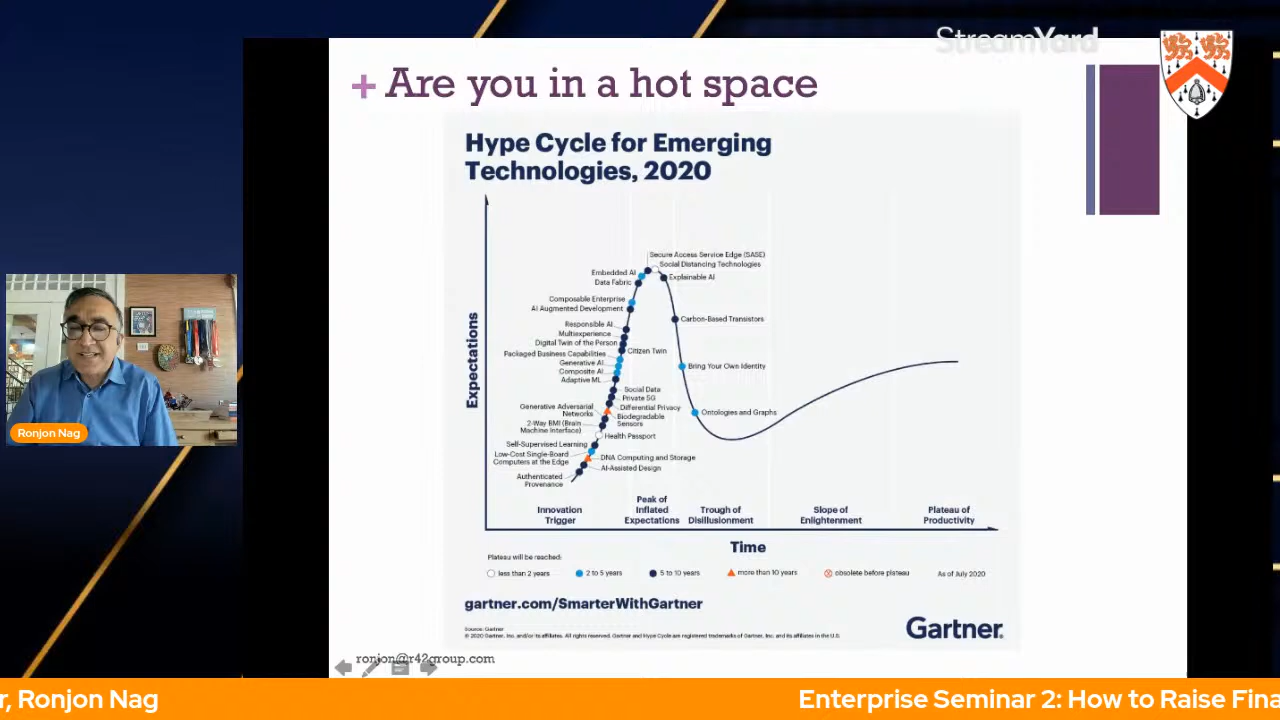 StreamYard
+ Are you in a hot space
Hype Cycle for Emerging
Technologies, 2020
Expectations
Secure Access Service Edge (SASE)
Social Distancing Technologies
Embedded AI
Explainable AI
Data Fabric
Composable Enterprise
AI Augmented Development
Carbon-Based Transistors
Responsible AI
Multiexperience
Digital Twin of the Person
Citizen Twin
Packaged Business Capabilities
Generative AI
Bring Your Own Identity
Composite AI
Adaptive ML
Social Data
Private 5G
Differential Privacy
Generative Adversarial
Networks
Ontologies and Graphs
Biodegradable
Sensors
2-Way BMI (Brain
Machine Interface)
Health Passport
Self-Supervised Learning
Low-Cost Single-Board
Computers at the Edge
DNA Computing and Storage
AI-Assisted Design
Authenticated
Provenance
Innovation
Trigger
Peak of
Inflated
Expectations
Trough of
Disillusionment
Slope of
Enlightenment
Plateau of
Productivity
Time
Plateau will be reached:
less than 2 years
2 to 5 years
5 to 10 years
more than 10 years
obsolete before plateau
As of July 2020
gartner.com/SmarterWithGartner
Source: Gartner
© 2020 Gartner, Inc. and/or its affiliates. All rights reserved. Gartner and Hype Cycle are registered trademarks of Gartner, Inc. and its affiliates in the U.S.
Gartner.
ronjon@r42group.com
Ronjon Nag
r, Ronjon Nag
Enterprise Seminar 2: How to Raise Fina